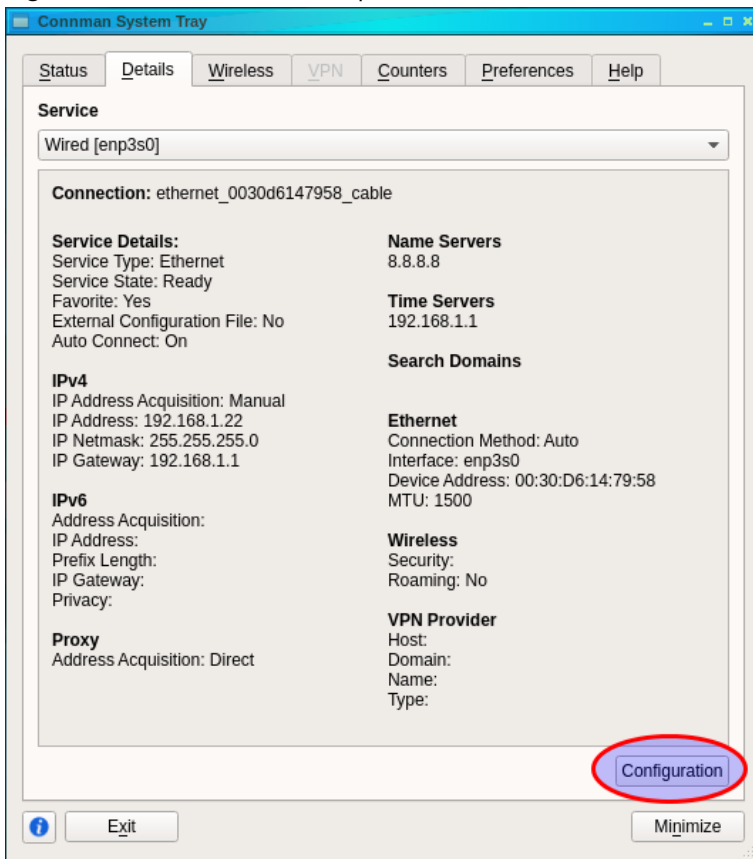 Connman System Tray
Status Details Wireless VPN Counters Preferences Help
Service
Wired [enp3s0]
Connection: ethernet_0030d6147958_cable
Service Details:
Service Type: Ethernet
Service State: Ready
Favorite: Yes
External Configuration File: No
Auto Connect: On
IPv4
IP Address Acquisition: Manual
IP Address: 192.168.1.22
IP Netmask: 255.255.255.0
IP Gateway: 192.168.1.1
IPv6
Address Acquisition:
IP Address:
Prefix Length:
IP Gateway:
Privacy:
Proxy
Address Acquisition: Direct
Name Servers
8.8.8.8
Time Servers
192.168.1.1
Search Domains
Ethernet
Connection Method: Auto
Interface: enp3s0
Device Address: 00:30:D6:14:79:58
MTU: 1500
Wireless
Security:
Roaming: No
VPN Provider
Host:
Domain:
Name:
Type:
Configuration
Exit Minimize